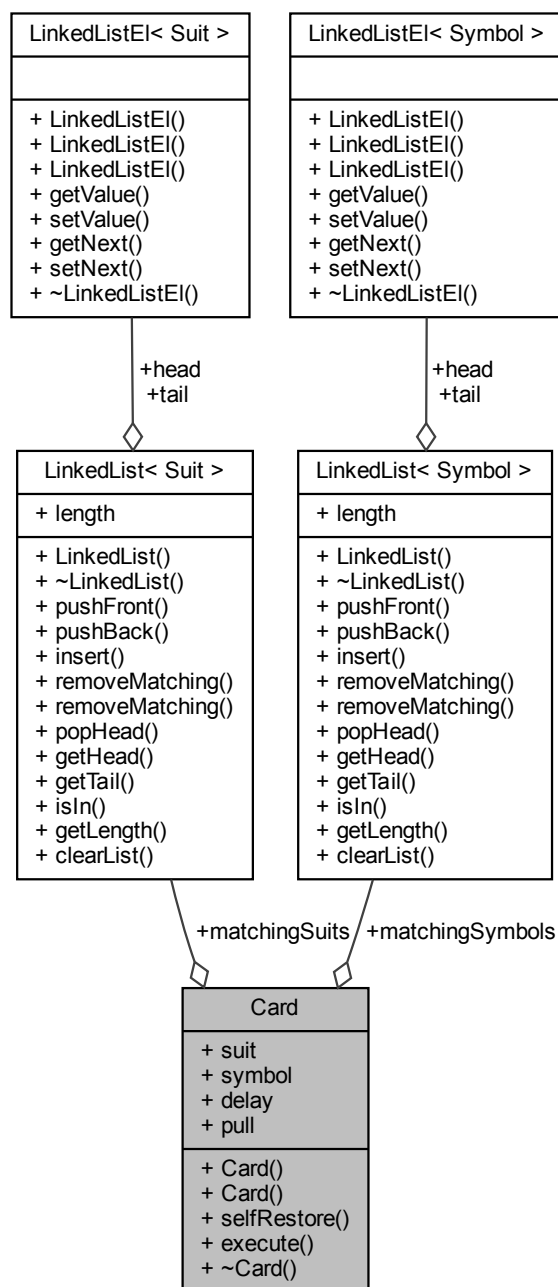 LinkedListEl< Suit >
+ LinkedListEl()
+ LinkedListEl()
+ LinkedListEl()
+ getValue()
+ setValue()
+ getNext()
+ setNext()
+ ~LinkedListEl()
LinkedListEl< Symbol >
+ LinkedListEl()
+ LinkedListEl()
+ LinkedListEl()
+ getValue()
+ setValue()
+ getNext()
+ setNext()
+ ~LinkedListEl()
+head
+tail
+head
+tail
LinkedList< Suit >
+ length
+ LinkedList()
+ ~LinkedList()
+ pushFront()
+ pushBack()
+ insert()
+ removeMatching()
+ removeMatching()
+ popHead()
+ getHead()
+ getTail()
+ isIn()
+ getLength()
+ clearList()
LinkedList< Symbol >
+ length
+ LinkedList()
+ ~LinkedList()
+ pushFront()
+ pushBack()
+ insert()
+ removeMatching()
+ removeMatching()
+ popHead()
+ getHead()
+ getTail()
+ isIn()
+ getLength()
+ clearList()
+matchingSuits
+matchingSymbols
Card
+ suit
+ symbol
+ delay
+ pull
+ Card()
+ Card()
+ selfRestore()
+ execute()
+ ~Card()